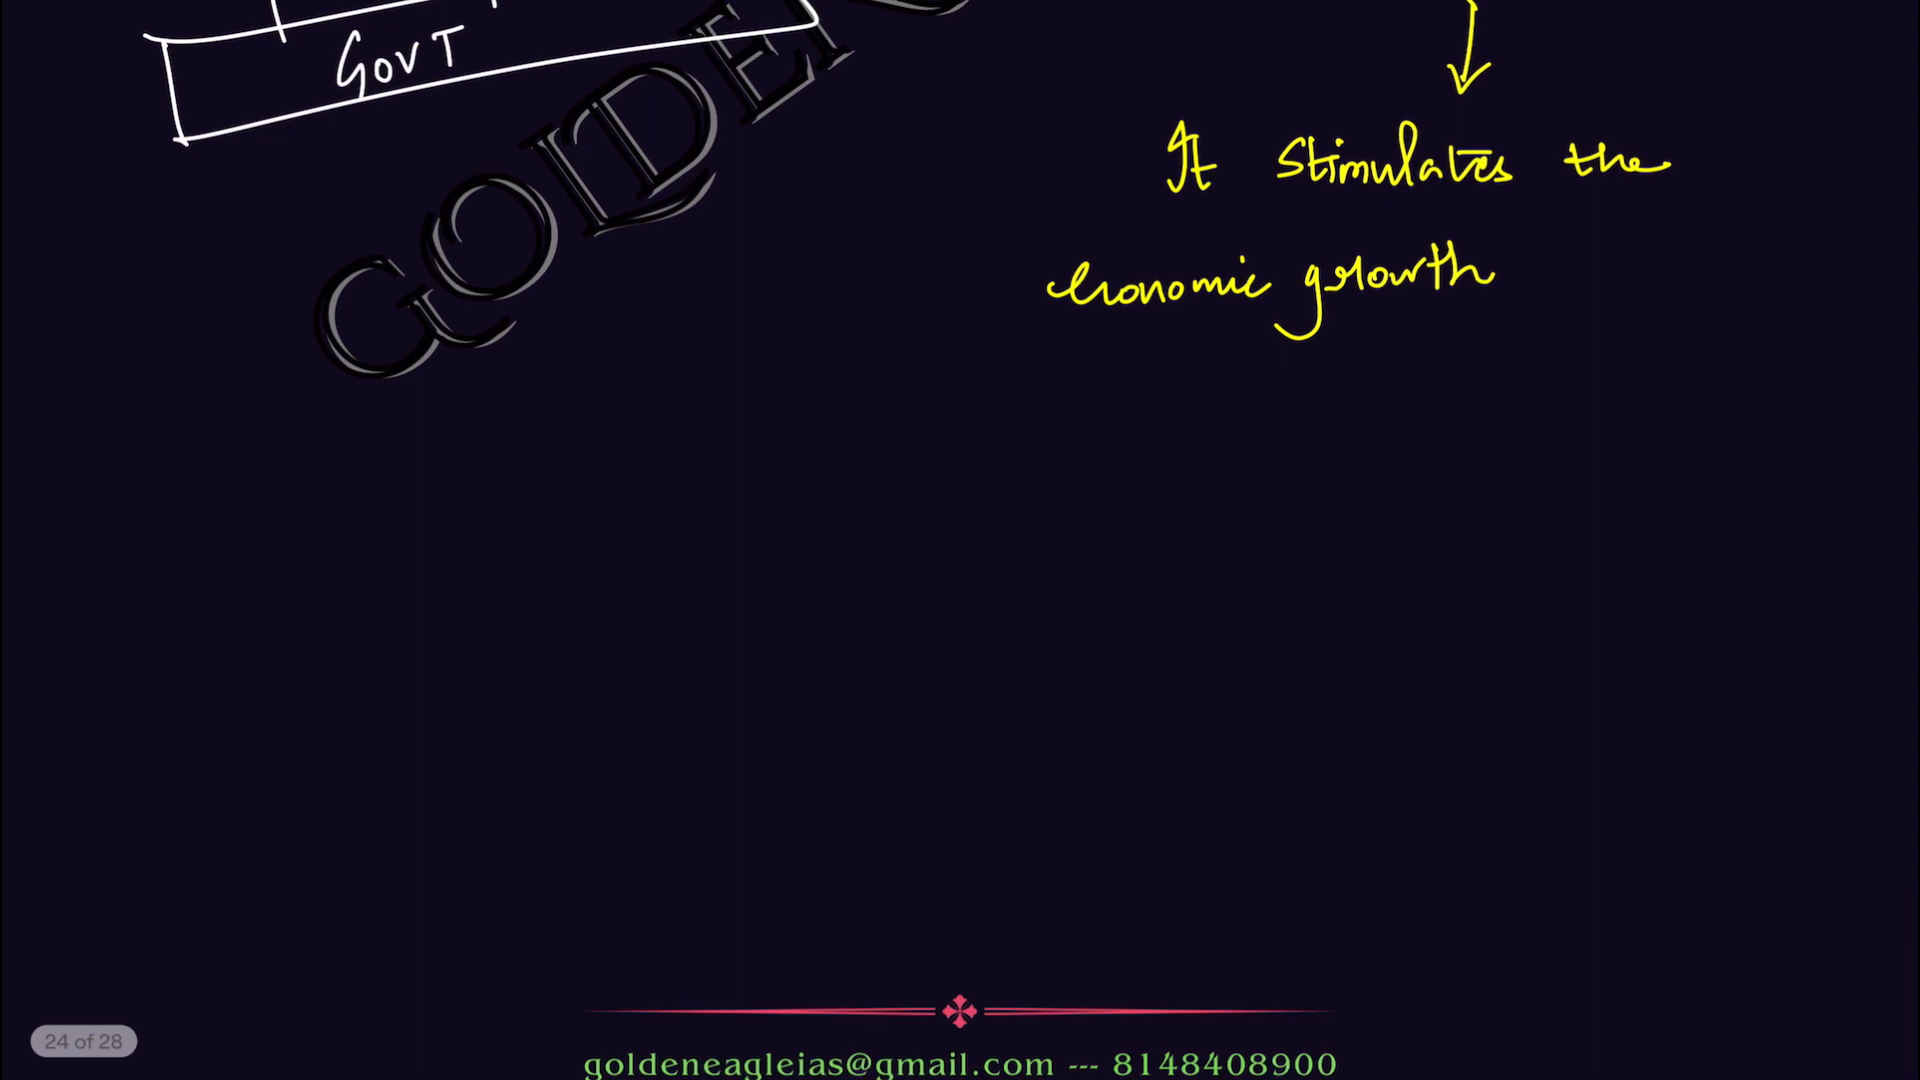 GOVT
GOLDEN
It stimulates the
economic growth
24 of 28
goldeneagleias@gmail.com --- 8148408900